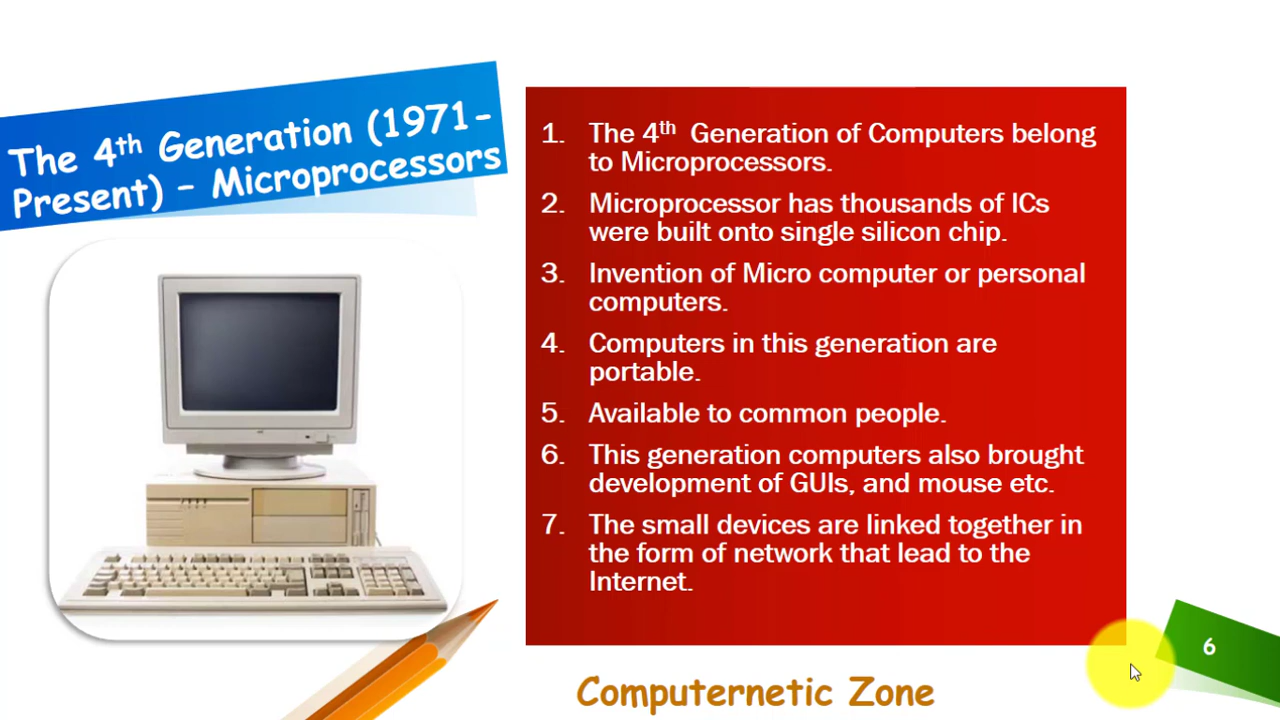 The 4th Generation (1971-
Present) – Microprocessors
1. The 4th Generation of Computers belong
to Microprocessors.
2. Microprocessor has thousands of ICs
were built onto single silicon chip.
3. Invention of Micro computer or personal
computers.
4. Computers in this generation are
portable.
5. Available to common people.
6. This generation computers also brought
development of GUIs, and mouse etc.
7. The small devices are linked together in
the form of network that lead to the
Internet.
6
Computernetic Zone